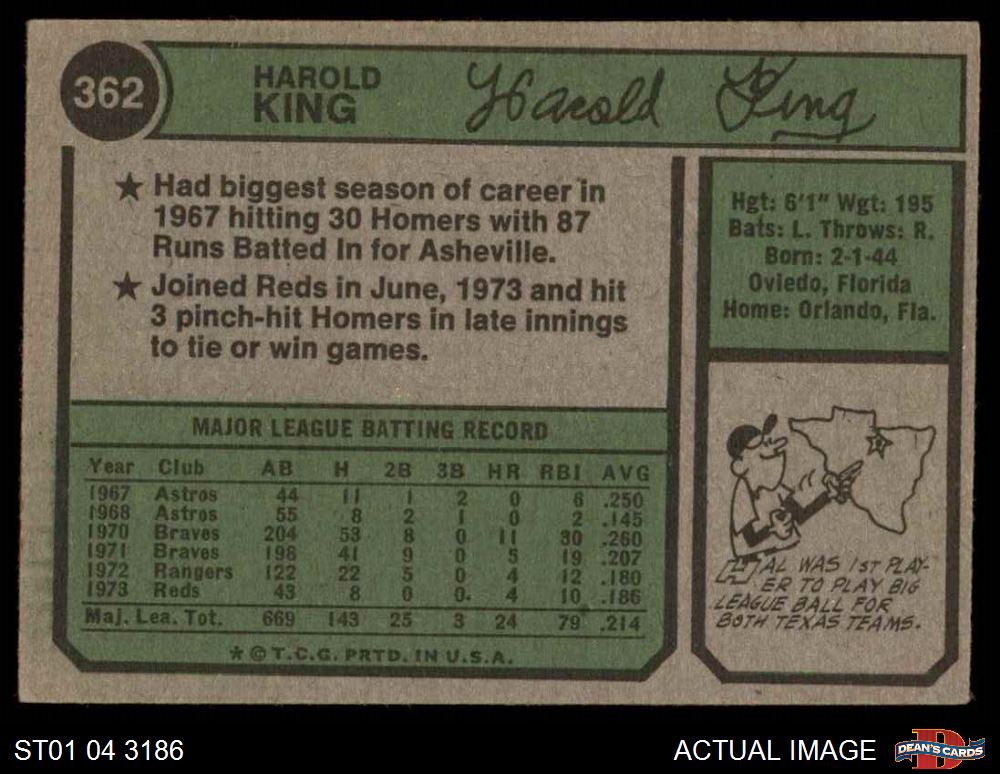 362
HAROLD
KING
Harold King
★ Had biggest season of career in
1967 hitting 30 Homers with 87
Runs Batted In for Asheville.
★ Joined Reds in June, 1973 and hit
3 pinch-hit Homers in late innings
to tie or win games.
Hgt: 6'1" Wgt: 195
Bats: L. Throws: R.
Born: 2-1-44
Oviedo, Florida
Home: Orlando, Fla.
MAJOR LEAGUE BATTING RECORD
Year Club AB H 2B 3B HR RBI AVG
1967 Astros 44 11 1 2 0 6 .250
1968 Astros 55 8 2 1 0 2 .145
1970 Braves 204 53 8 0 11 30 .260
1971 Braves 198 41 9 0 5 19 .207
1972 Rangers 122 22 5 0 4 12 .180
1973 Reds 43 8 0 0 4 10 .186
Maj. Lea. Tot. 669 143 25 3 24 79 .214
* © T.C.G. PRTD. IN U.S.A.
HAL WAS 1ST PLAY-
ER TO PLAY BIG
LEAGUE BALL FOR
BOTH TEXAS TEAMS.
ST01 04 3186
ACTUAL IMAGE
DEAN'S CARDS